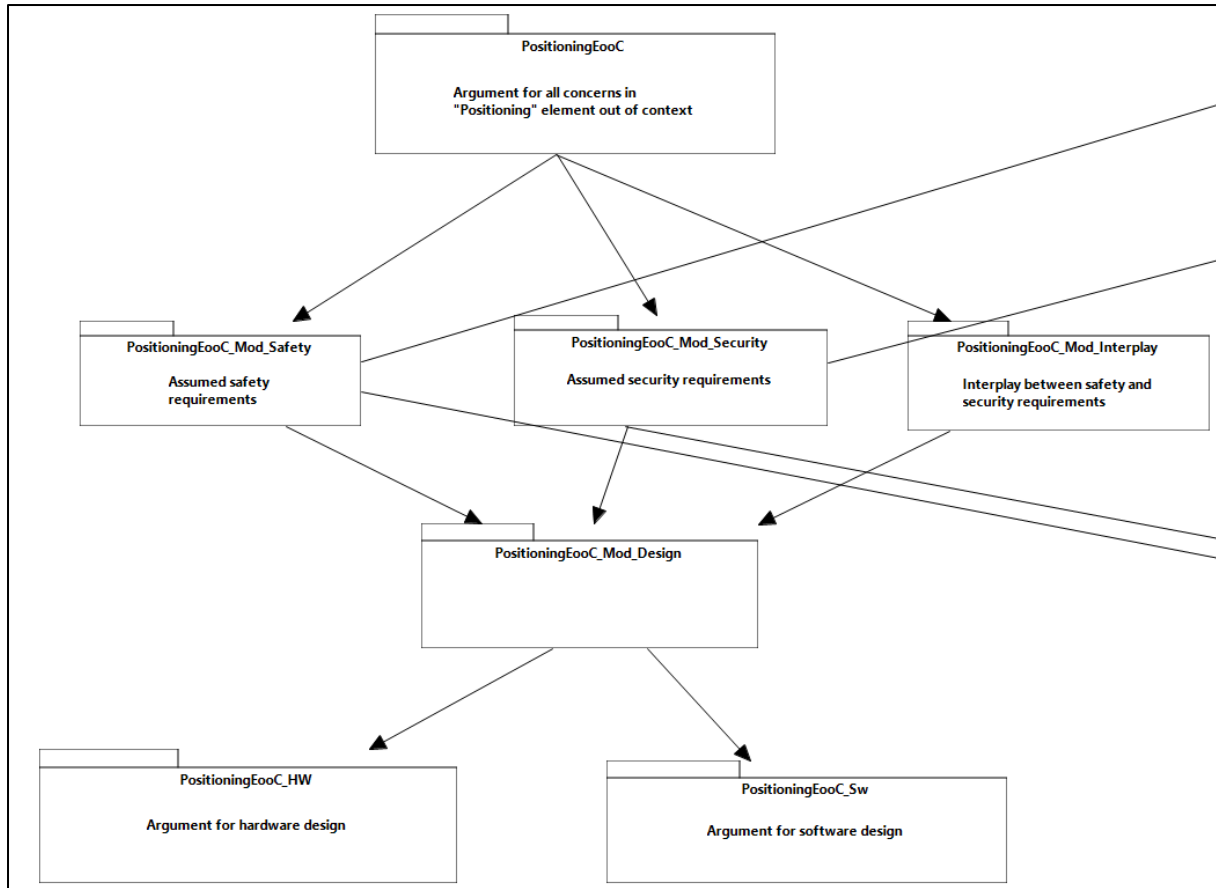 PositioningEooC
Argument for all concerns in
"Positioning" element out of context
PositioningEooC_Mod_Safety
Assumed safety
requirements
PositioningEooC_Mod_Security
Assumed security requirements
PositioningEooC_Mod_Interplay
Interplay between safety and
security requirements
PositioningEooC_Mod_Design
PositioningEooC_HW
Argument for hardware design
PositioningEooC_Sw
Argument for software design